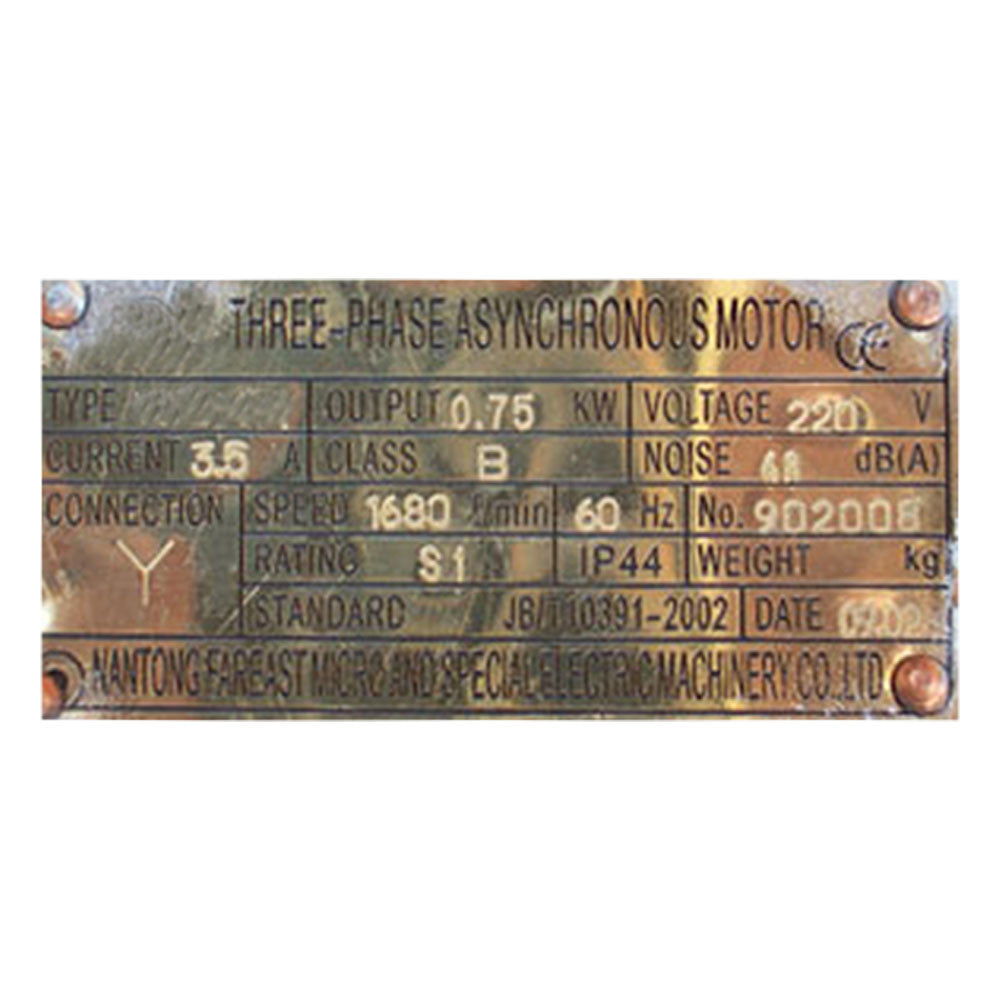 THREE-PHASE ASYNCHRONOUS MOTOR CE
TYPE OUTPUT 0.75 KW VOLTAGE 220 V
CURRENT 3.5 A CLASS B NOISE dB(A)
CONNECTION SPEED 1680 r/min 60 Hz No. 902008
Y RATING S1 IP44 WEIGHT kg
STANDARD JB/T10391-2002 DATE
NANTONG FAREAST MICRO AND SPECIAL ELECTRIC MACHINERY CO. LTD